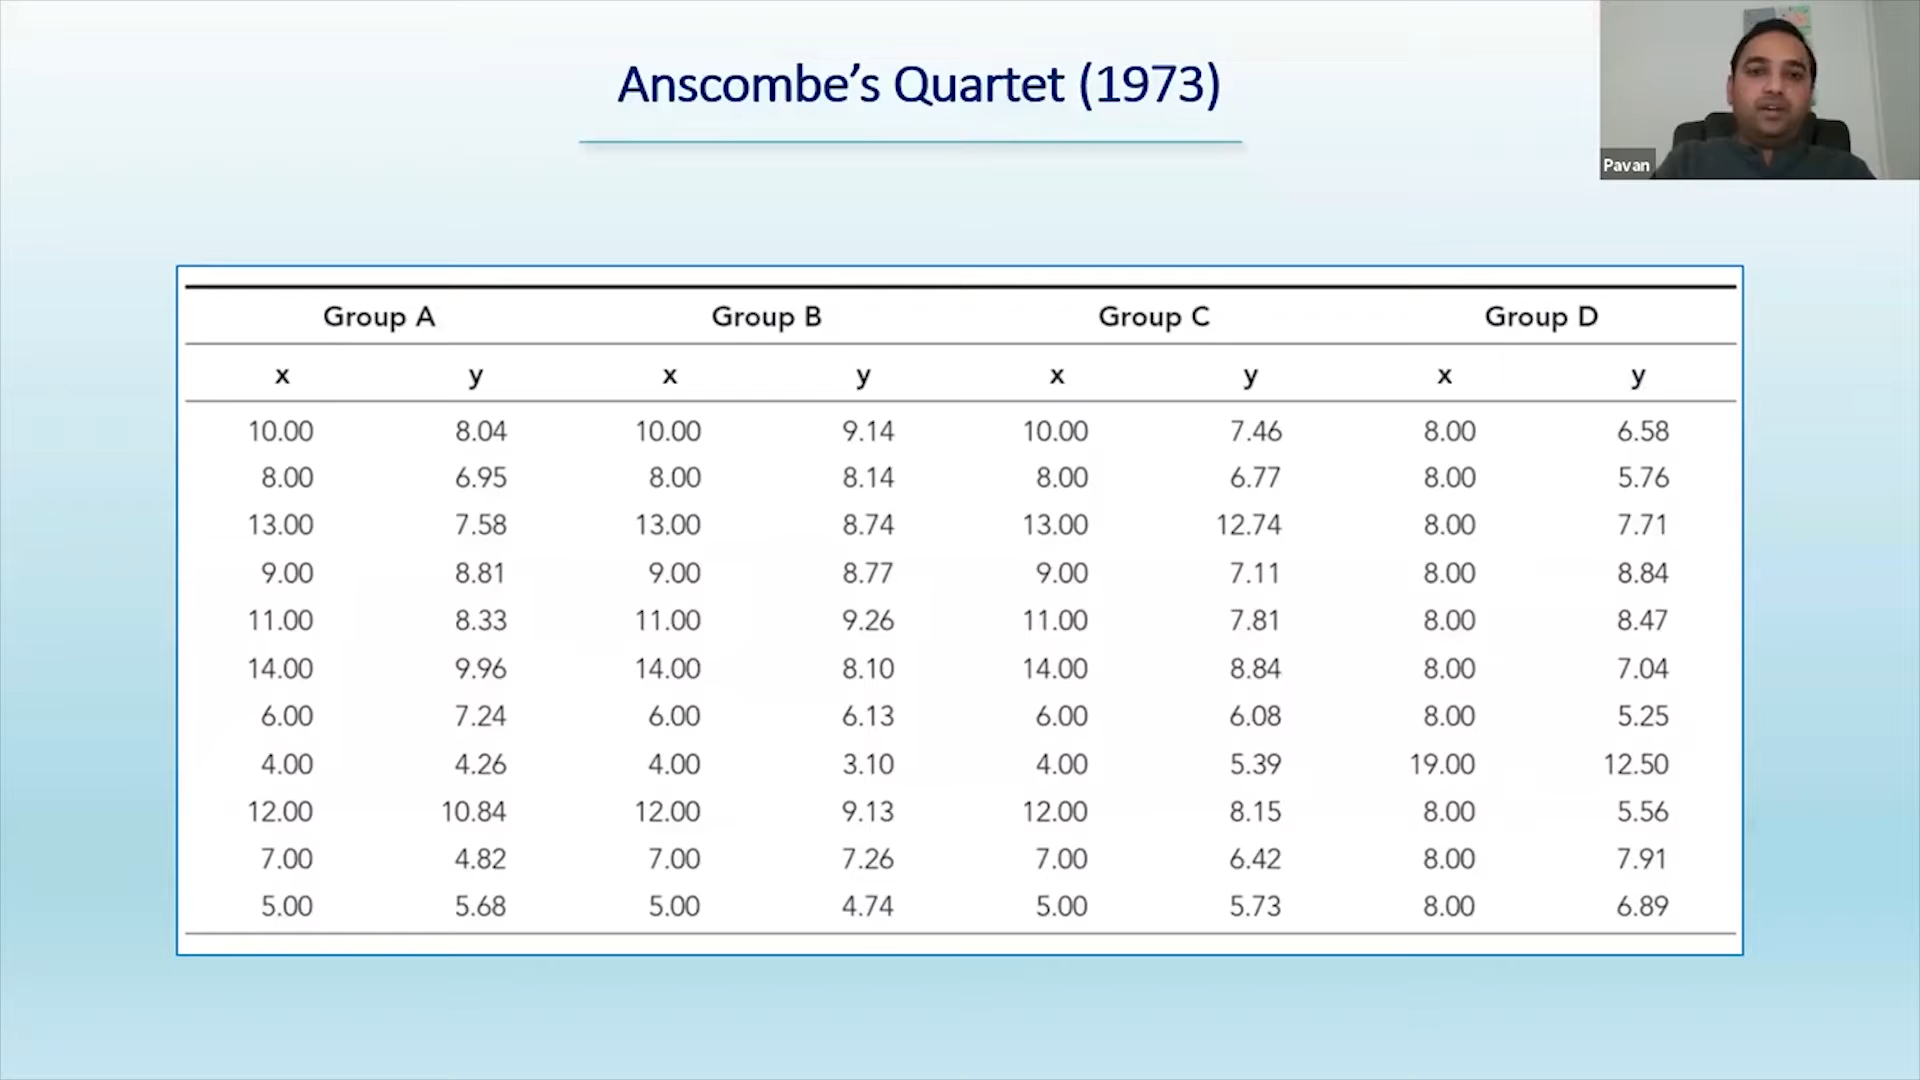 Anscombe’s Quartet (1973)
Pavan
Group A Group B Group C Group D
x y x y x y x y
10.00 8.04 10.00 9.14 10.00 7.46 8.00 6.58
8.00 6.95 8.00 8.14 8.00 6.77 8.00 5.76
13.00 7.58 13.00 8.74 13.00 12.74 8.00 7.71
9.00 8.81 9.00 8.77 9.00 7.11 8.00 8.84
11.00 8.33 11.00 9.26 11.00 7.81 8.00 8.47
14.00 9.96 14.00 8.10 14.00 8.84 8.00 7.04
6.00 7.24 6.00 6.13 6.00 6.08 8.00 5.25
4.00 4.26 4.00 3.10 4.00 5.39 19.00 12.50
12.00 10.84 12.00 9.13 12.00 8.15 8.00 5.56
7.00 4.82 7.00 7.26 7.00 6.42 8.00 7.91
5.00 5.68 5.00 4.74 5.00 5.73 8.00 6.89